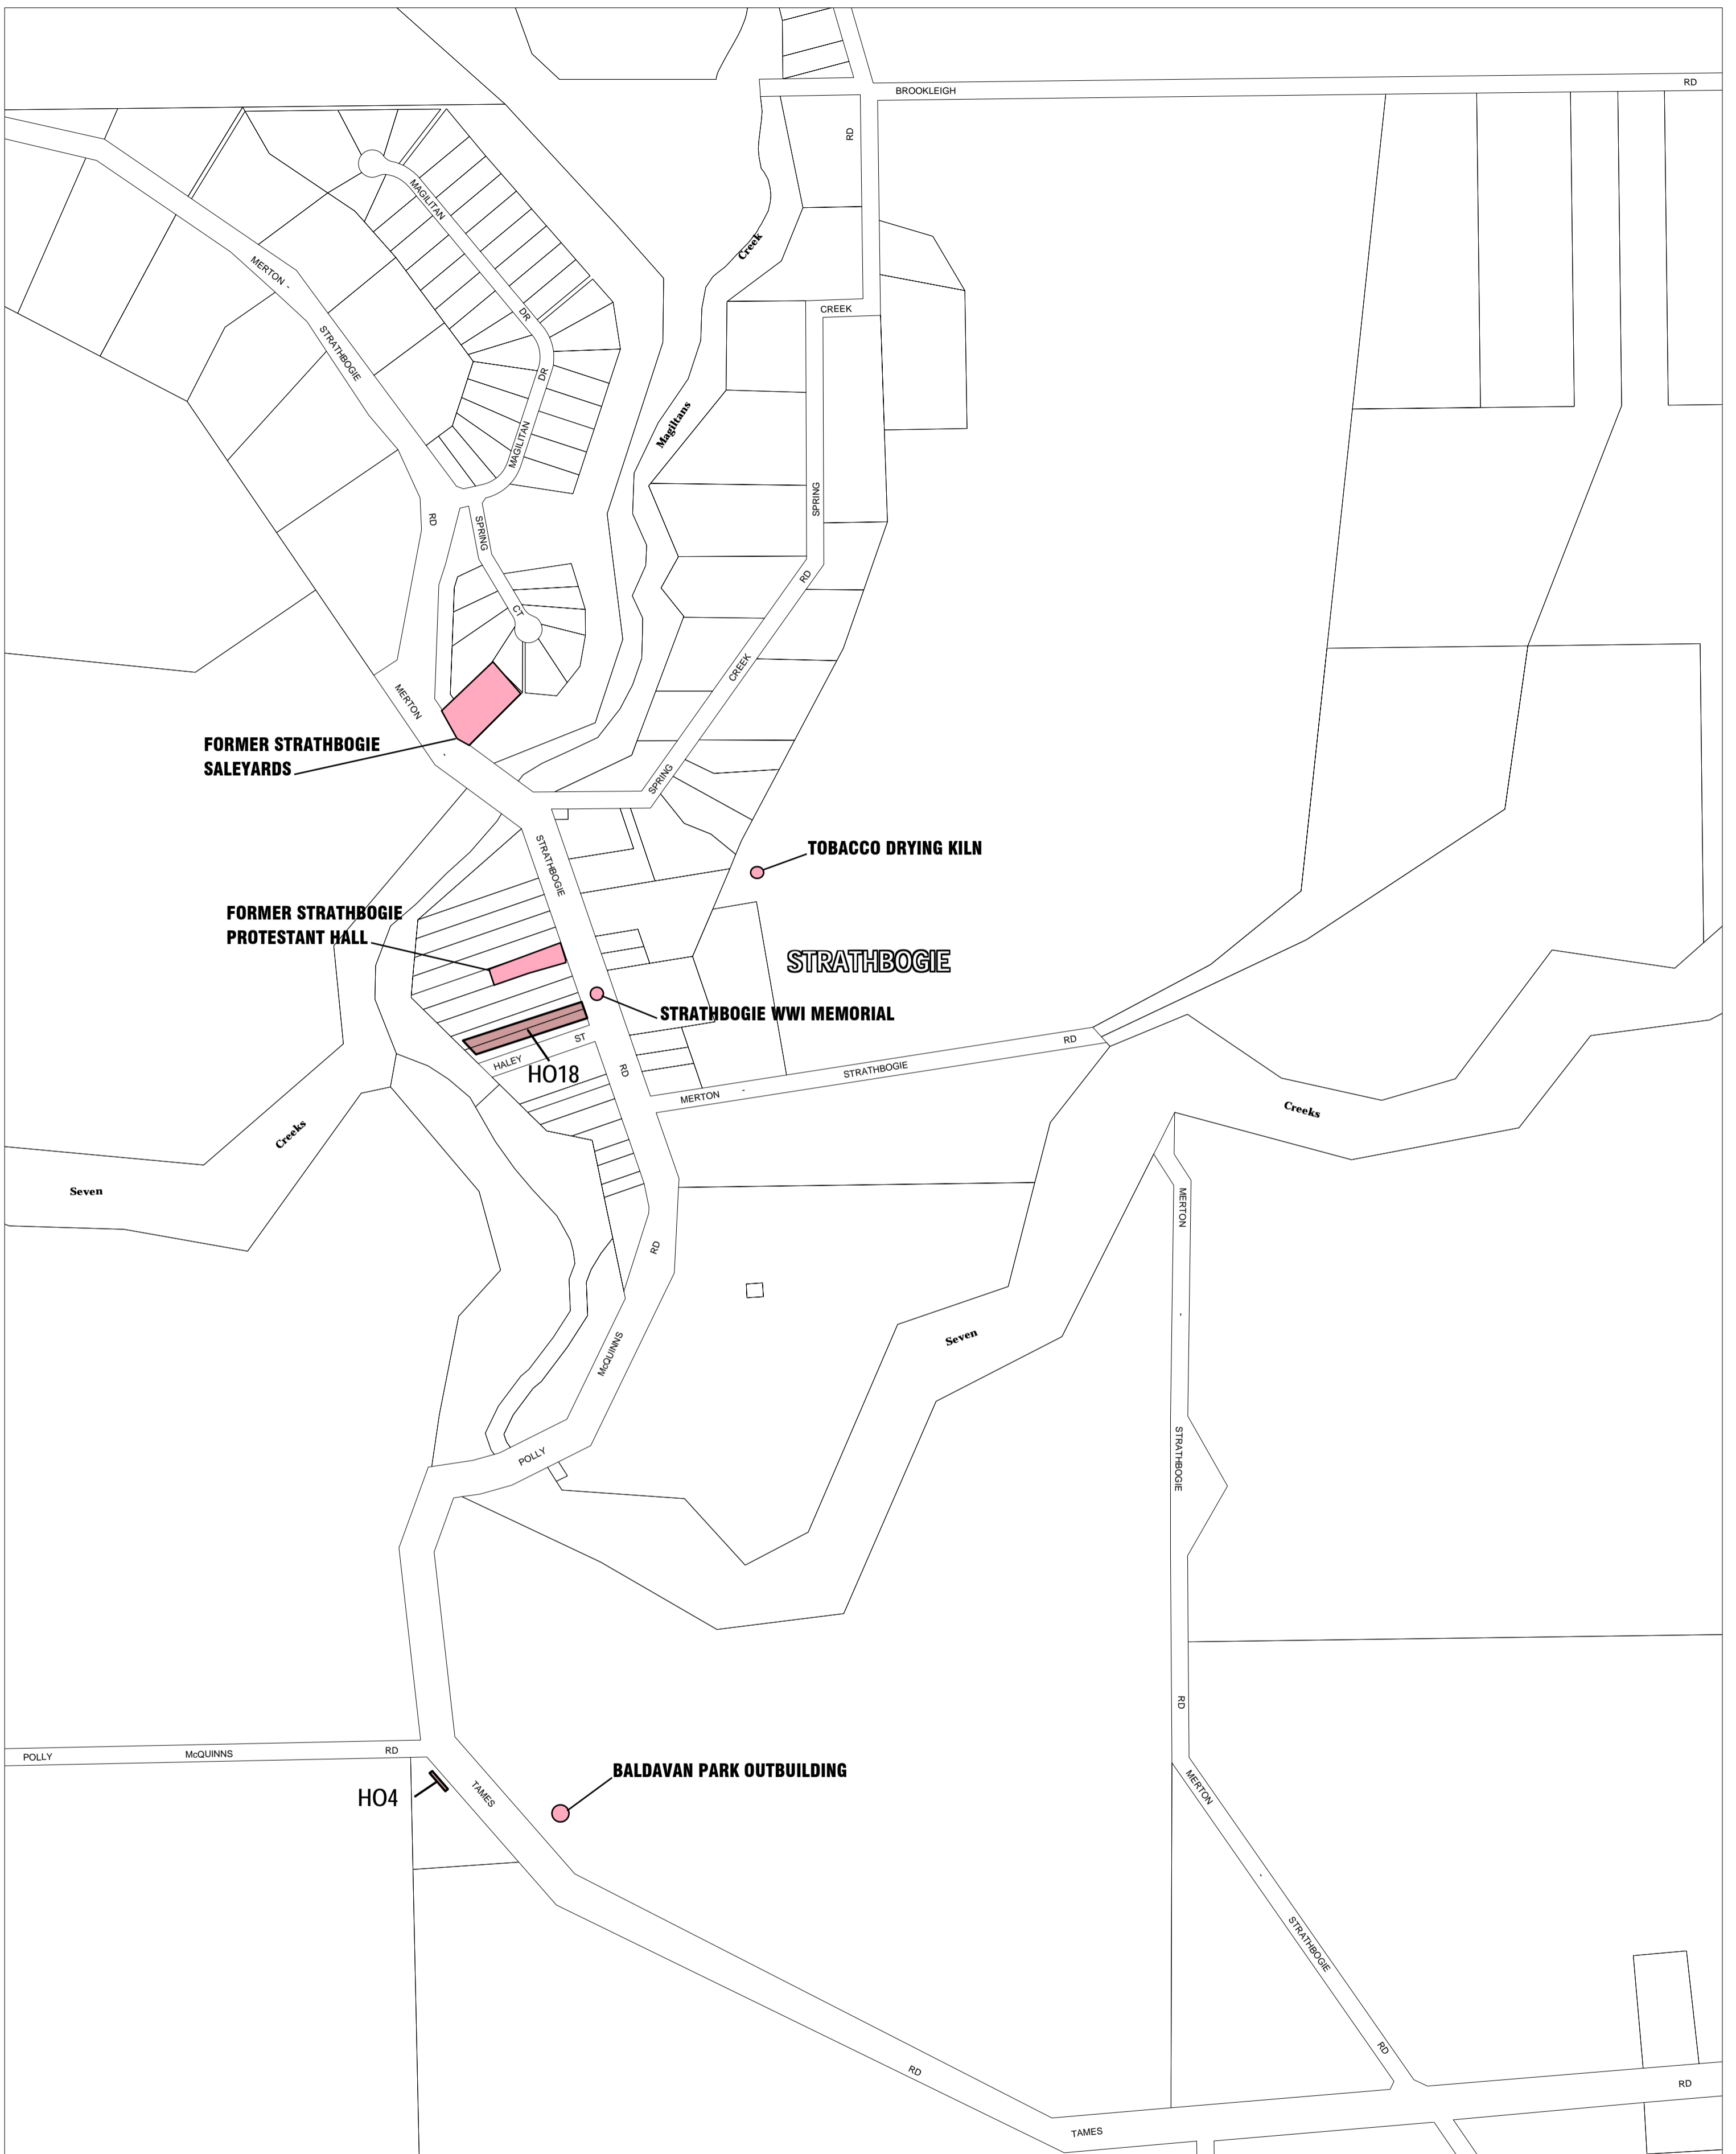 BROOKLEIGH
RD
RD
MAGILITAN
Creek
MERTON -
DR
CREEK
STRATHBOGIE
DR
Magiltans
MAGILITAN
SPRING
RD
SPRING
RD
CT
CREEK
MERTON
-
FORMER STRATHBOGIE
SALEYARDS
SPRING
STRATHBOGIE
TOBACCO DRYING KILN
FORMER STRATHBOGIE
PROTESTANT HALL
STRATHBOGIE
STRATHBOGIE WWI MEMORIAL
HALEY ST
HO18
RD
MERTON - STRATHBOGIE RD
Creeks
Creeks
Seven
MERTON
RD
-
Seven
McQUINNS
POLLY
STRATHBOGIE
RD
POLLY McQUINNS RD
HO4
TAMES
BALDAVAN PARK OUTBUILDING
MERTON
-
STRATHBOGIE
RD
RD
RD
TAMES